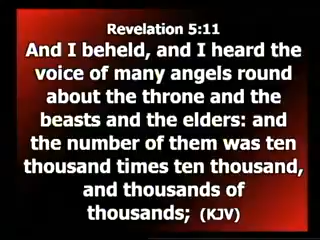 Revelation 5:11
And I beheld, and I heard the
voice of many angels round
about the throne and the
beasts and the elders: and
the number of them was ten
thousand times ten thousand,
and thousands of
thousands; (KJV)